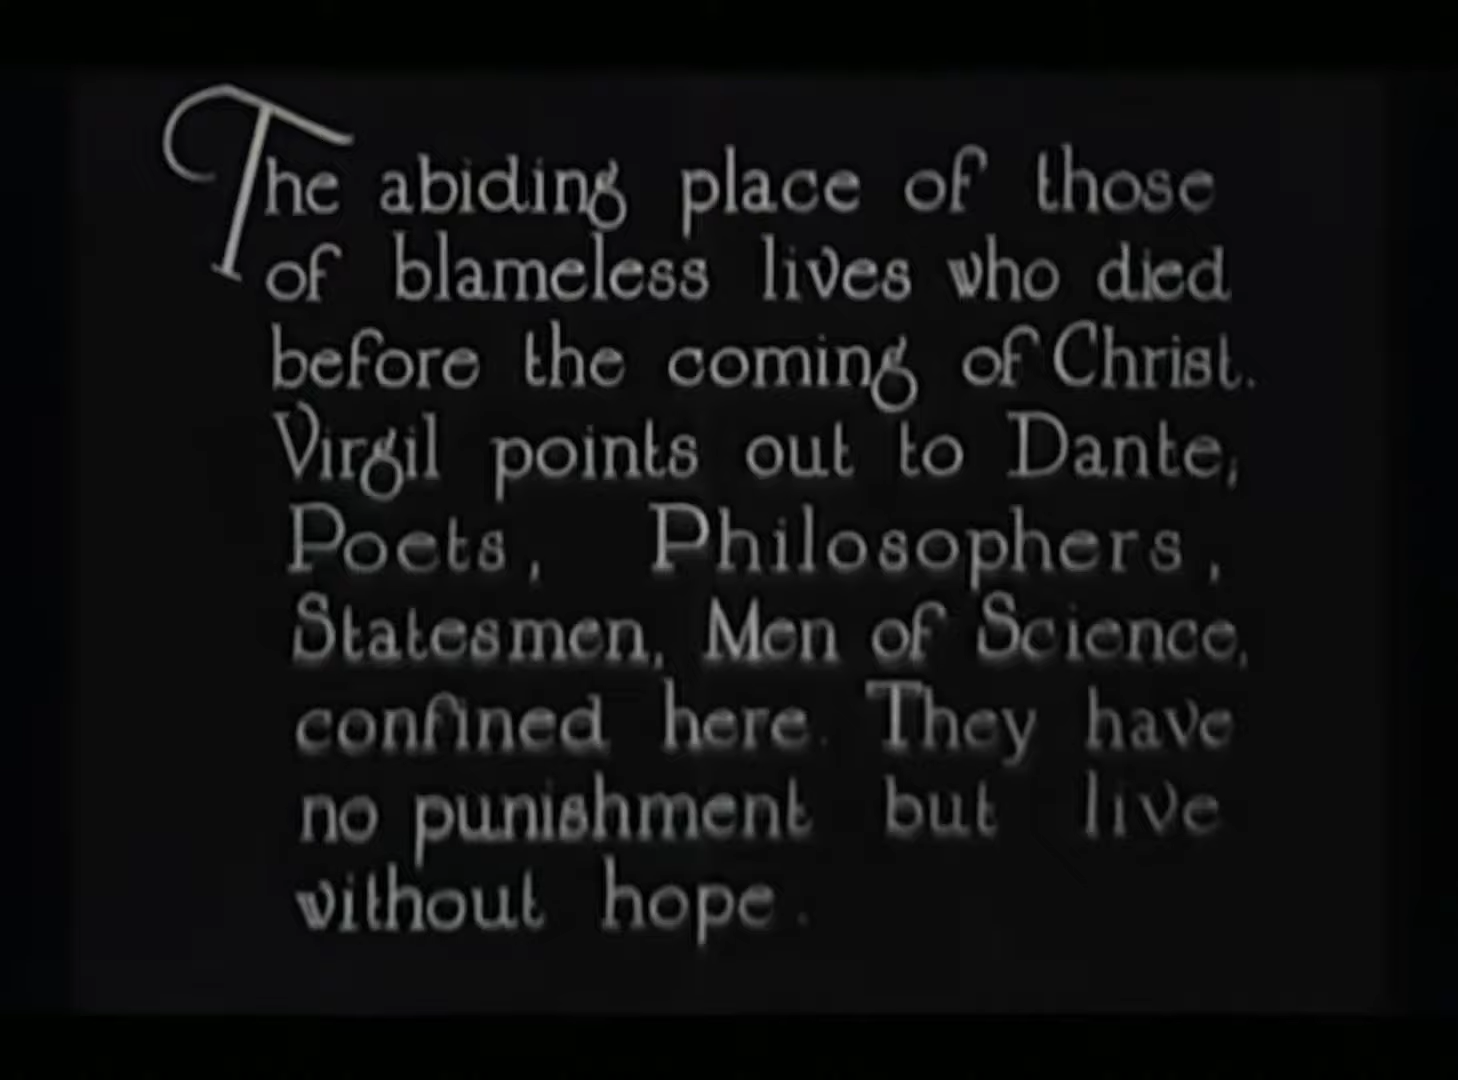 The abiding place of those
of blameless lives who died
before the coming of Christ.
Virgil points out to Dante,
Poets, Philosophers,
Statesmen, Men of Science,
confined here. They have
no punishment but live
without hope.